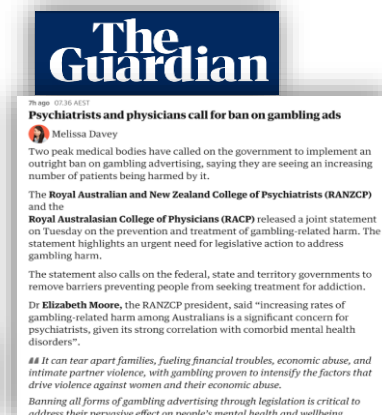 The
Guardian
7h ago 07.36 AEST
Psychiatrists and physicians call for ban on gambling ads
Melissa Davey
Two peak medical bodies have called on the government to implement an
outright ban on gambling advertising, saying they are seeing an increasing
number of patients being harmed by it.
The Royal Australian and New Zealand College of Psychiatrists (RANZCP)
and the
Royal Australasian College of Physicians (RACP) released a joint statement
on Tuesday on the prevention and treatment of gambling-related harm. The
statement highlights an urgent need for legislative action to address
gambling harm.
The statement also calls on the federal, state and territory governments to
remove barriers preventing people from seeking treatment for addiction.
Dr Elizabeth Moore, the RANZCP president, said “increasing rates of
gambling-related harm among Australians is a significant concern for
psychiatrists, given its strong correlation with comorbid mental health
disorders”.
It can tear apart families, fueling financial troubles, economic abuse, and
intimate partner violence, with gambling proven to intensify the factors that
drive violence against women and their economic abuse.
Banning all forms of gambling advertising through legislation is critical to
address their pervasive effect on people's mental health and wellbeing